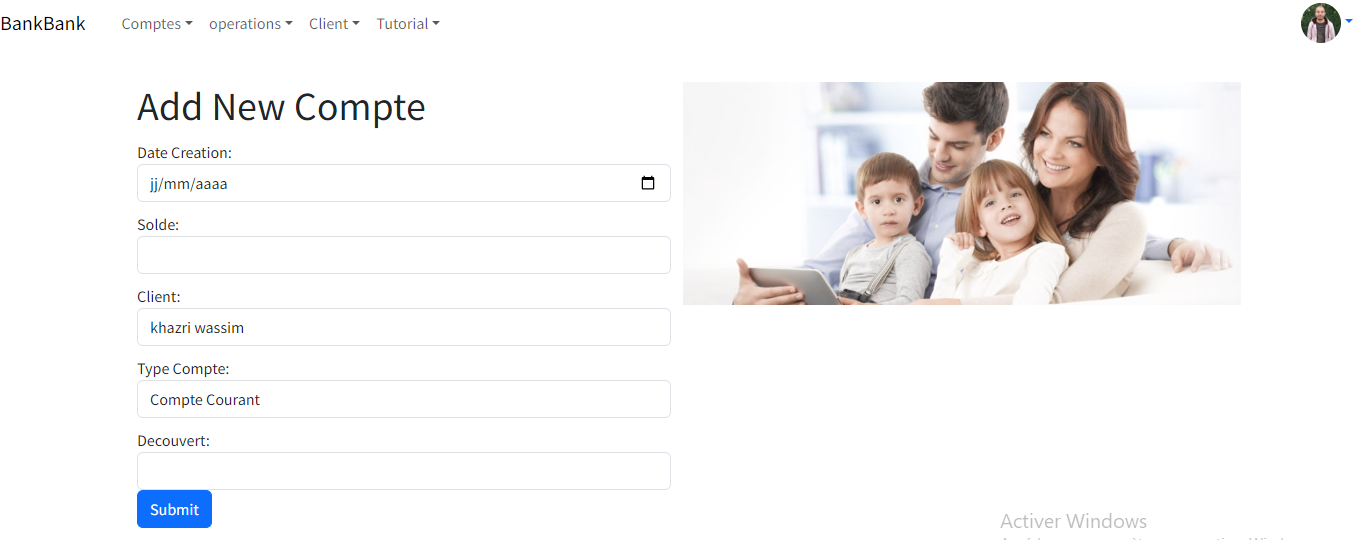 BankBank Comptes operations Client Tutorial
Add New Compte
Date Creation:
jj/mm/aaaa
Solde:
Client:
khazri wassim
Type Compte:
Compte Courant
Decouvert:
Submit
Activer Windows